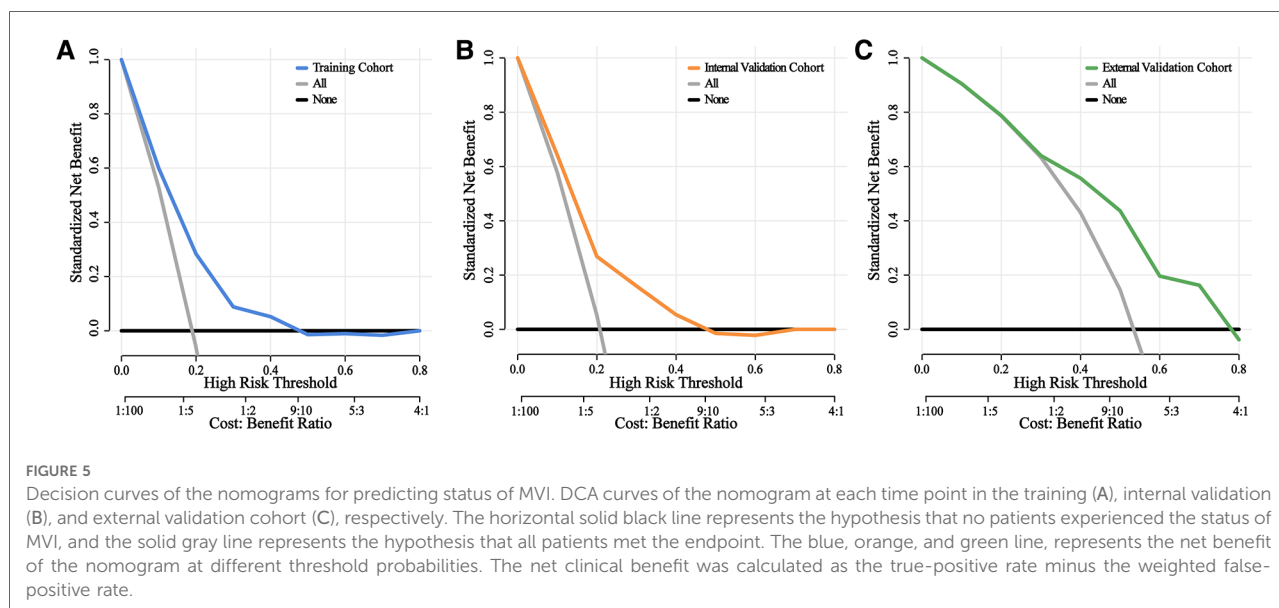 A
B
C
Training Cohort
All
None
Internal Validation Cohort
All
None
External Validation Cohort
All
None
Standardized Net Benefit
1.0
0.8
0.6
0.4
0.2
0.0
Standardized Net Benefit
1.0
0.8
0.6
0.4
0.2
0.0
Standardized Net Benefit
1.0
0.8
0.6
0.4
0.2
0.0
0.0 0.2 0.4 0.6 0.8
High Risk Threshold
1:100 1:5 1:2 9:10 5:3 4:1
Cost: Benefit Ratio
0.0 0.2 0.4 0.6 0.8
High Risk Threshold
1:100 1:5 1:2 9:10 5:3 4:1
Cost: Benefit Ratio
0.0 0.2 0.4 0.6 0.8
High Risk Threshold
1:100 1:5 1:2 9:10 5:3 4:1
Cost: Benefit Ratio
FIGURE 5
Decision curves of the nomograms for predicting status of MVI. DCA curves of the nomogram at each time point in the training (A), internal validation
(B), and external validation cohort (C), respectively. The horizontal solid black line represents the hypothesis that no patients experienced the status of
MVI, and the solid gray line represents the hypothesis that all patients met the endpoint. The blue, orange, and green line, represents the net benefit
of the nomogram at different threshold probabilities. The net clinical benefit was calculated as the true-positive rate minus the weighted false-
positive rate.